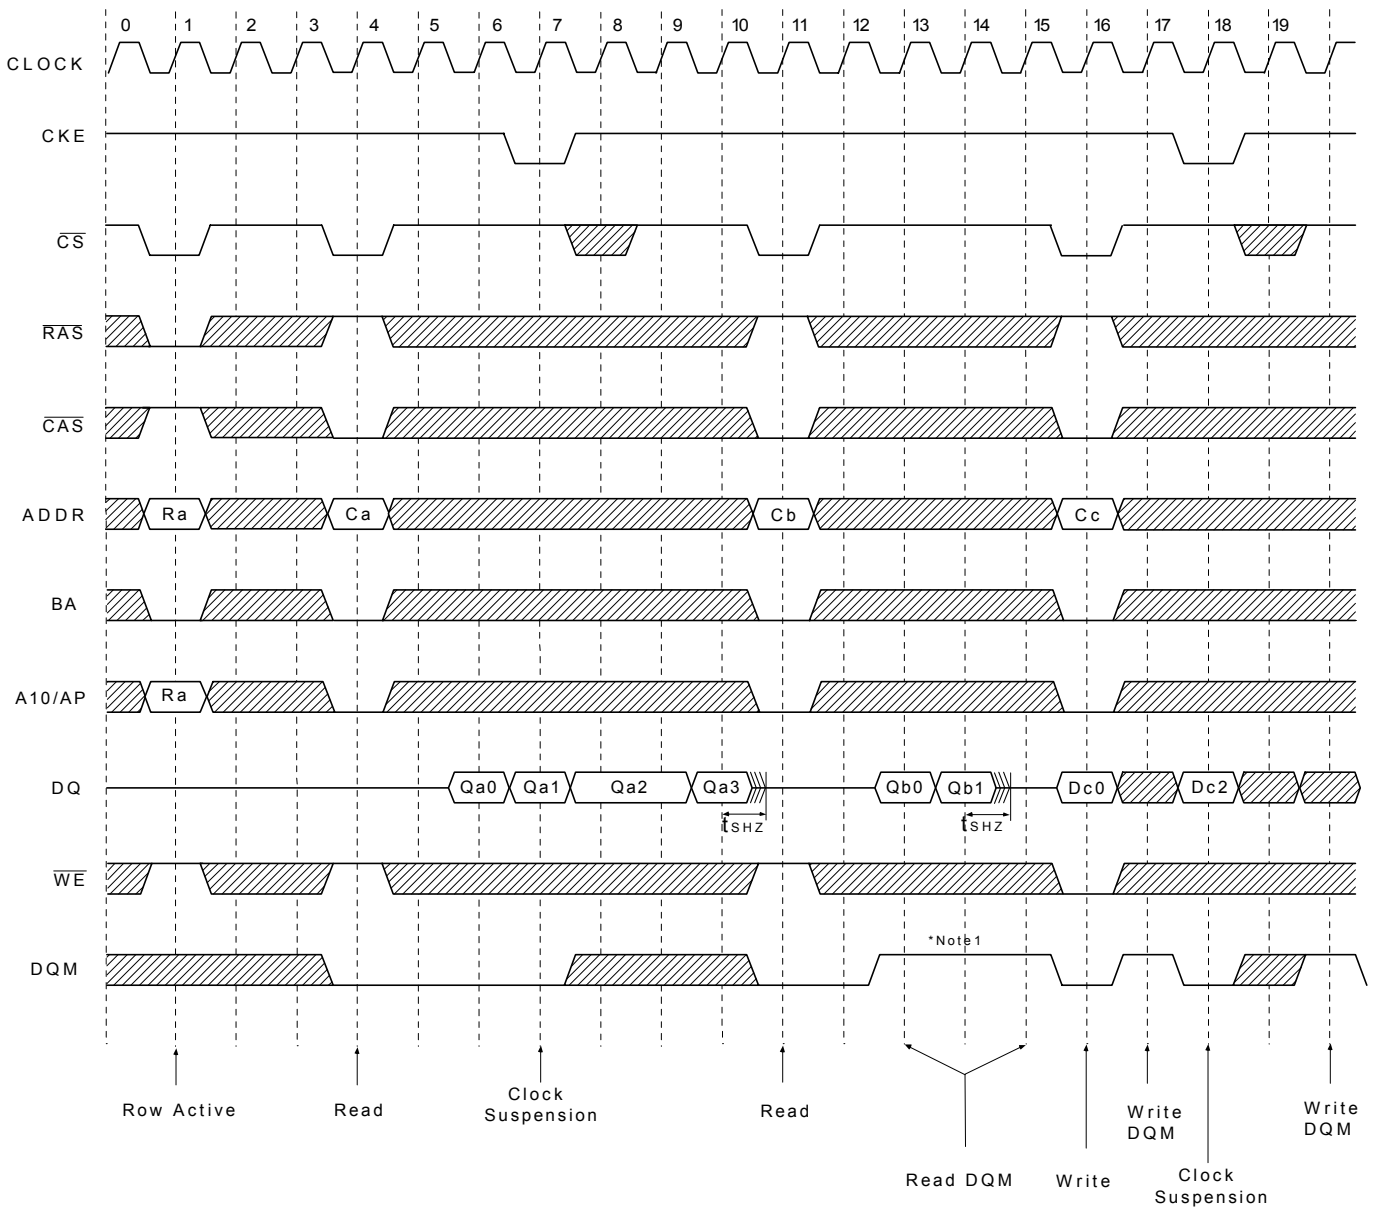 0 1 2 3 4 5 6 7 8 9 10 11 12 13 14 15 16 17 18 19
CLOCK
CKE
CS
RAS
CAS
ADDR Ra Ca Cb Cc
BA
A10/AP Ra
DQ Qa0 Qa1 Qa2 Qa3 Qb0 Qb1 Dc0 Dc2
tSHZ tSHZ
WE
*Note1
DQM
Row Active
Read
Clock
Suspension
Read
Read DQM
Write
Write
DQM
Clock
Suspension
Write
DQM